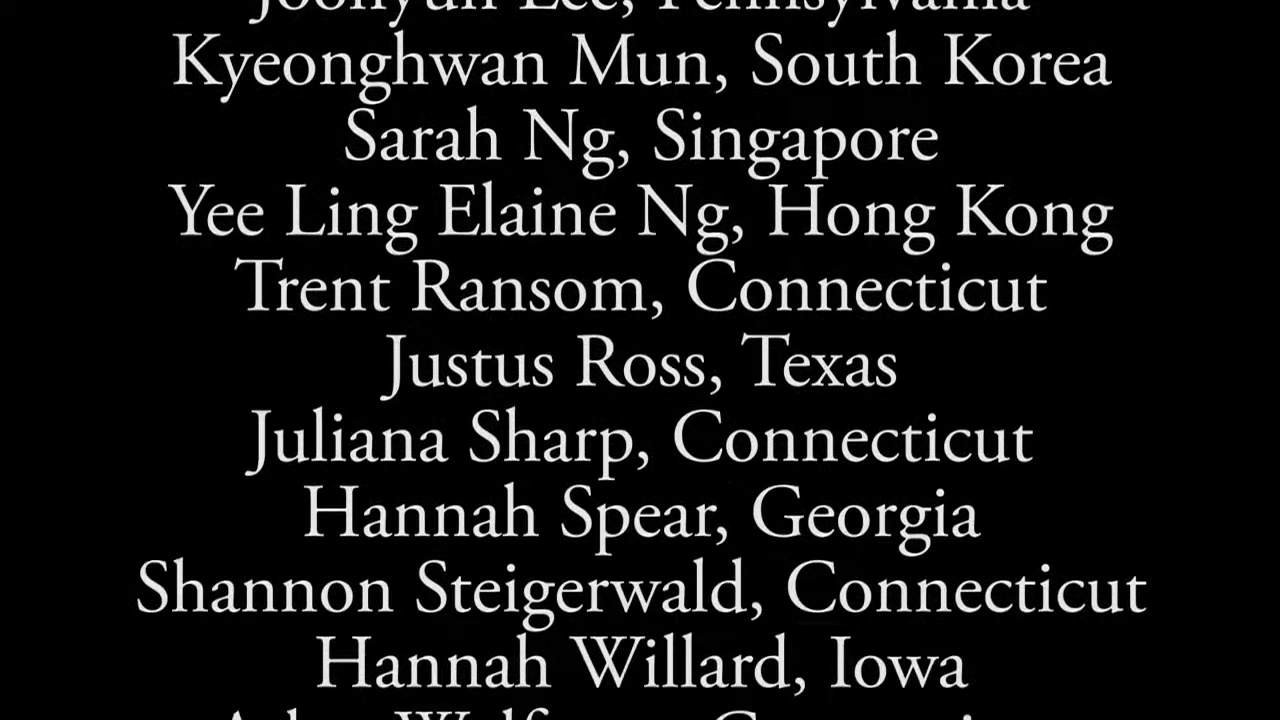 Joonyun Lee, Pennsylvania
Kyeonghwan Mun, South Korea
Sarah Ng, Singapore
Yee Ling Elaine Ng, Hong Kong
Trent Ransom, Connecticut
Justus Ross, Texas
Juliana Sharp, Connecticut
Hannah Spear, Georgia
Shannon Steigerwald, Connecticut
Hannah Willard, Iowa